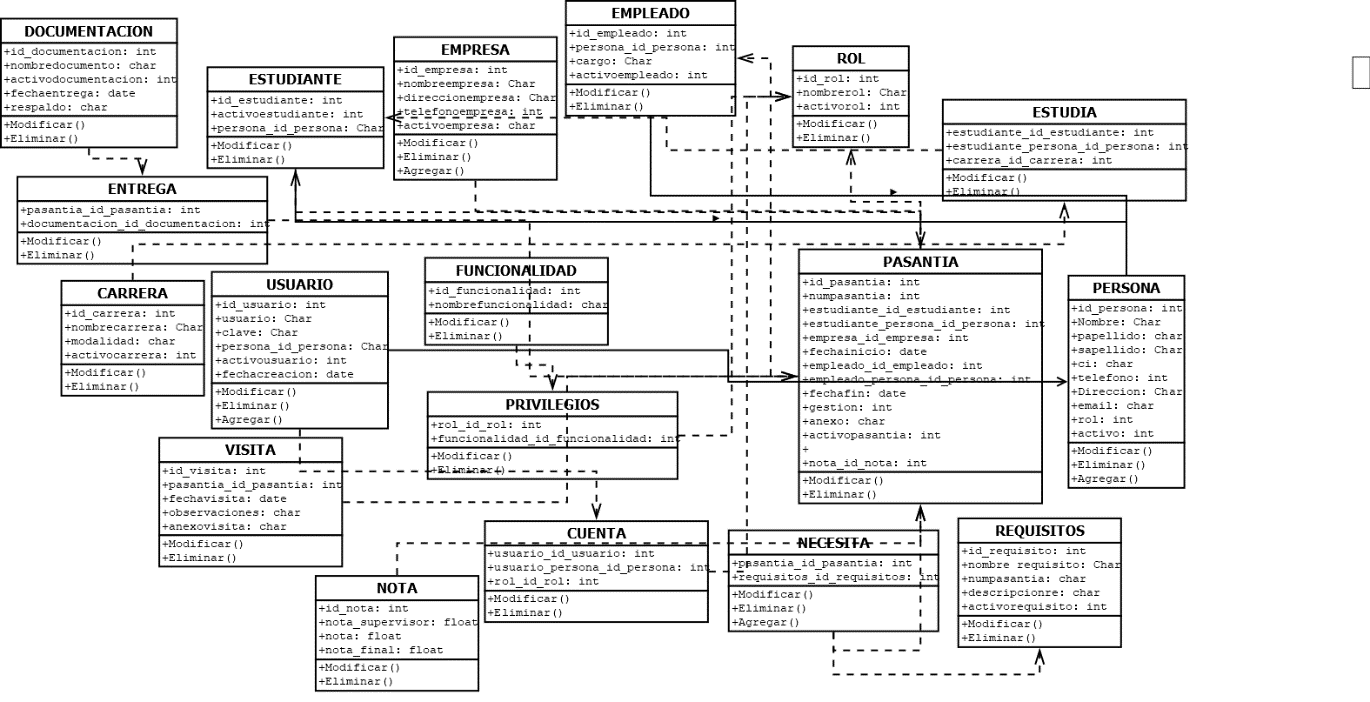 DOCUMENTACION
+id_documentacion: int
+nombredocumento: char
+activodocumentacion: int
+fechaentrega: date
+respaldo: char
+Modificar()
+Eliminar()
ESTUDIANTE
+id_estudiante: int
+activoestudiante: int
+persona_id_persona: Char
+Modificar()
+Eliminar()
EMPRESA
+id_empresa: int
+nombreempresa: Char
+direccionempresa: Char
+telefonoempresa: int
+activoempresa: char
+Modificar()
+Eliminar()
+Agregar()
EMPLEADO
+id_empleado: int
+persona_id_persona: int
+cargo: Char
+activoempleado: int
+Modificar()
+Eliminar()
ROL
+id_rol: int
+nombrerol: Char
+activorol: int
+Modificar()
+Eliminar()
ESTUDIA
+estudiante_id_estudiante: int
+estudiante_persona_id_persona: int
+carrera_id_carrera: int
+Modificar()
+Eliminar()
ENTREGA
+pasantia_id_pasantia: int
+documentacion_id_documentacion: int
+Modificar()
+Eliminar()
CARRERA
+id_carrera: int
+nombrecarrera: Char
+modalidad: char
+activocarrera: int
+Modificar()
+Eliminar()
USUARIO
+id_usuario: int
+usuario: Char
+clave: Char
+persona_id_persona: Char
+activousuario: int
+fechacreacion: date
+Modificar()
+Eliminar()
+Agregar()
FUNCIONALIDAD
+id_funcionalidad: int
+nombrefuncionalidad: char
+Modificar()
+Eliminar()
PASANTIA
+id_pasantia: int
+numpasantia: int
+estudiante_id_estudiante: int
+estudiante_persona_id_persona: int
+empresa_id_empresa: int
+fechainicio: date
+empleado_id_empleado: int
+empleado_persona_id_persona: int
+fechafin: date
+gestion: int
+anexo: char
+activopasantia: int
+
+nota_id_nota: int
+Modificar()
+Eliminar()
PERSONA
+id_persona: int
+Nombre: Char
+papellido: char
+sapellido: Char
+ci: char
+telefono: int
+Direccion: Char
+email: char
+rol: int
+activo: int
+Modificar()
+Eliminar()
+Agregar()
PRIVILEGIOS
+rol_id_rol: int
+funcionalidad_id_funcionalidad: int
+Modificar()
+Eliminar()
VISITA
+id_visita: int
+pasantia_id_pasantia: int
+fechavisita: date
+observaciones: char
+anexovisita: char
+Modificar()
+Eliminar()
CUENTA
+usuario_id_usuario: int
+usuario_persona_id_persona: int
+rol_id_rol: int
+Modificar()
+Eliminar()
NECESITA
+pasantia_id_pasantia: int
+requisitos_id_requisitos: int
+Modificar()
+Eliminar()
+Agregar()
REQUISITOS
+id_requisito: int
+nombre requisito: Char
+numpasantia: char
+descripcionre: char
+activorequisito: int
+Modificar()
+Eliminar()
NOTA
+id_nota: int
+nota_supervisor: float
+nota: float
+nota_final: float
+Modificar()
+Eliminar()